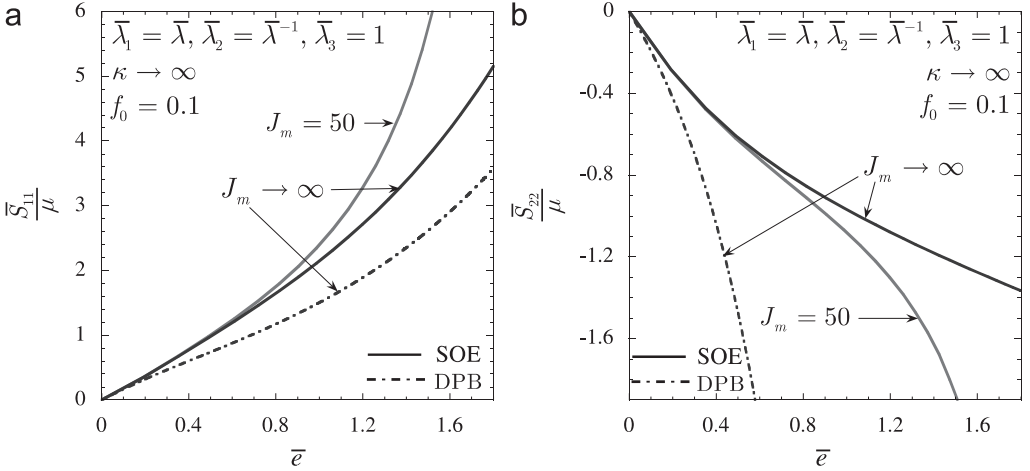 a
6
5
4
3
2
1
0
λ̄₁ = λ̄, λ̄₂ = λ̄⁻¹, λ̄₃ = 1
κ → ∞
f₀ = 0.1
Jₘ = 50
Jₘ → ∞
S̄₁₁/μ
SOE
DPB
0 0.4 0.8 1.2 1.6
e̅
b
0
-0.4
-0.8
-1.2
-1.6
λ̄₁ = λ̄, λ̄₂ = λ̄⁻¹, λ̄₃ = 1
κ → ∞
f₀ = 0.1
Jₘ → ∞
Jₘ = 50
S̄₂₂/μ
SOE
DPB
0 0.4 0.8 1.2 1.6
e̅